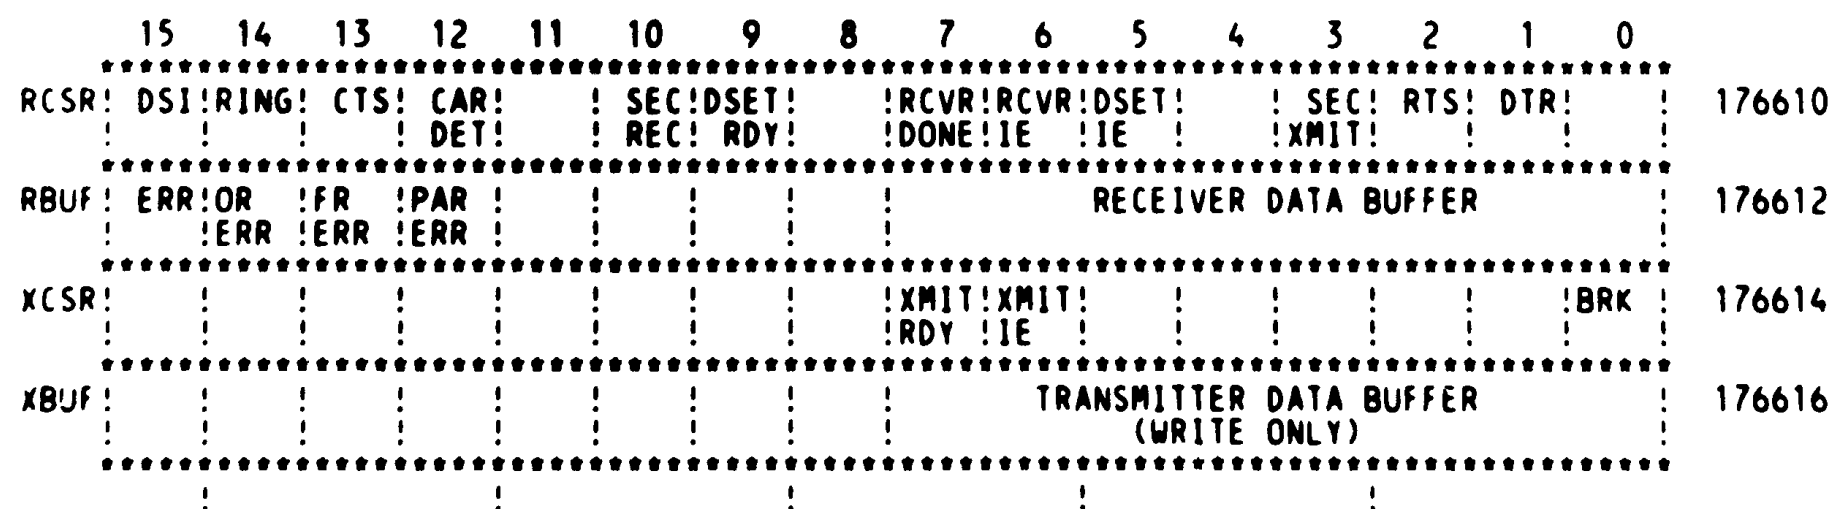 15 14 13 12 11 10 9 8 7 6 5 4 3 2 1 0
********************************************************************************
RCSR! DSI!RING! CTS! CAR! ! SEC!DSET! !RCVR!RCVR!DSET! ! SEC! RTS! DTR! ! 176610
! ! ! ! DET! ! REC! RDY! !DONE!IE !IE ! !XMIT! ! ! !
********************************************************************************
RBUF! ERR!OR !FR !PAR ! ! ! ! ! RECEIVER DATA BUFFER ! 176612
! !ERR !ERR !ERR ! ! ! ! ! !
********************************************************************************
XCSR! ! ! ! ! ! ! ! !XMIT!XMIT! ! ! ! ! !BRK ! 176614
! ! ! ! ! ! ! ! !RDY !IE ! ! ! ! ! ! !
********************************************************************************
XBUF! ! ! ! ! ! ! ! ! TRANSMITTER DATA BUFFER ! 176616
! ! ! ! ! ! ! ! ! (WRITE ONLY) !
********************************************************************************
! ! ! ! !